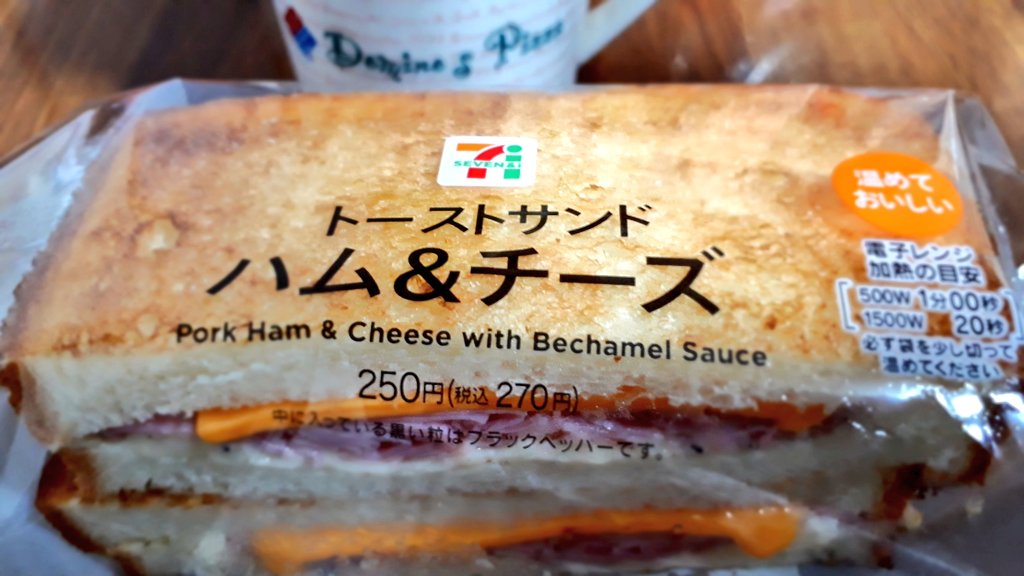 Domino's Pizza
7i
SEVEN&i
トーストサンド
ハム&チーズ
Pork Ham & Cheese with Bechamel Sauce
250円(税込 270円)
中に入っている黒い粒はブラックペッパーです。
温めて
おいしい
電子レンジ
加熱の目安
500W 1分00秒
1500W 20秒
必ず袋を少し切って
温めてください